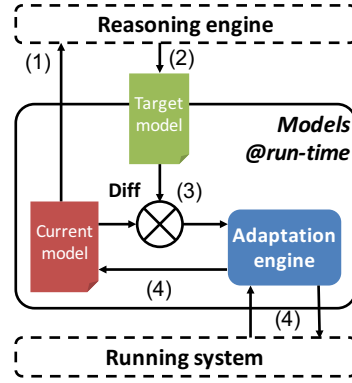 Reasoning engine
(1)
(2)
Target
model
Models
@run-time
Diff
(3)
Current
model
Adaptation
engine
(4)
(4)
Running system